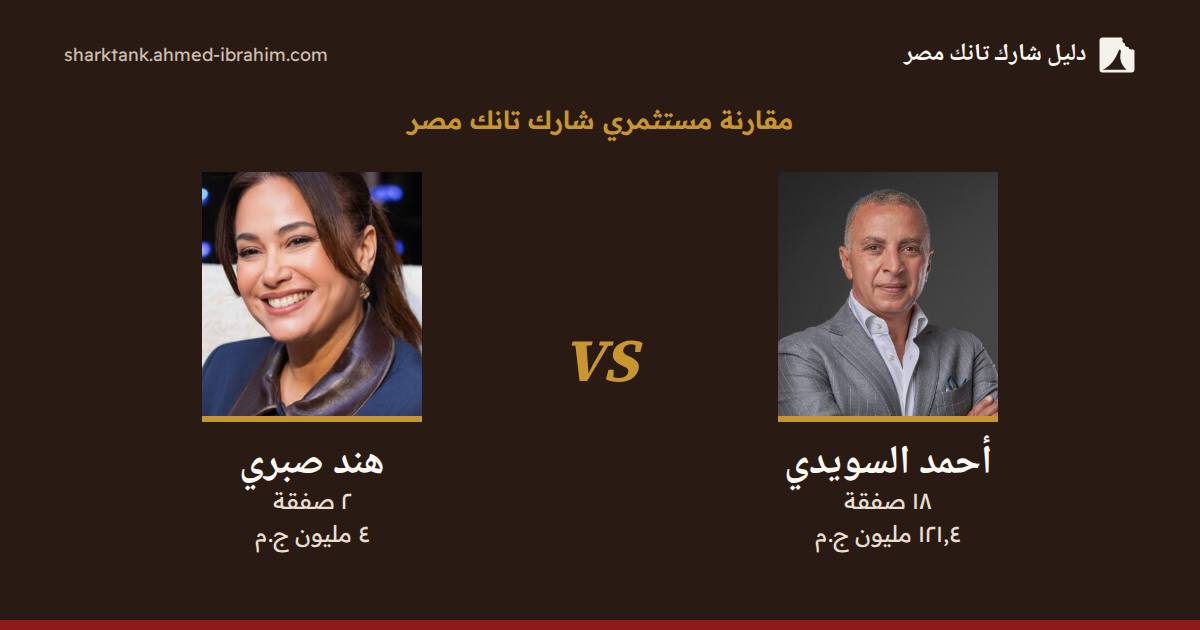 دليل شارك تانك مصر
sharktank.ahmed-ibrahim.com
مقارنة مستثمري شارك تانك مصر
أحمد السويدي
١٨ صفقة
١٢١,٤ مليون ج.م
VS
هند صبري
٢ صفقة
٤ مليون ج.م